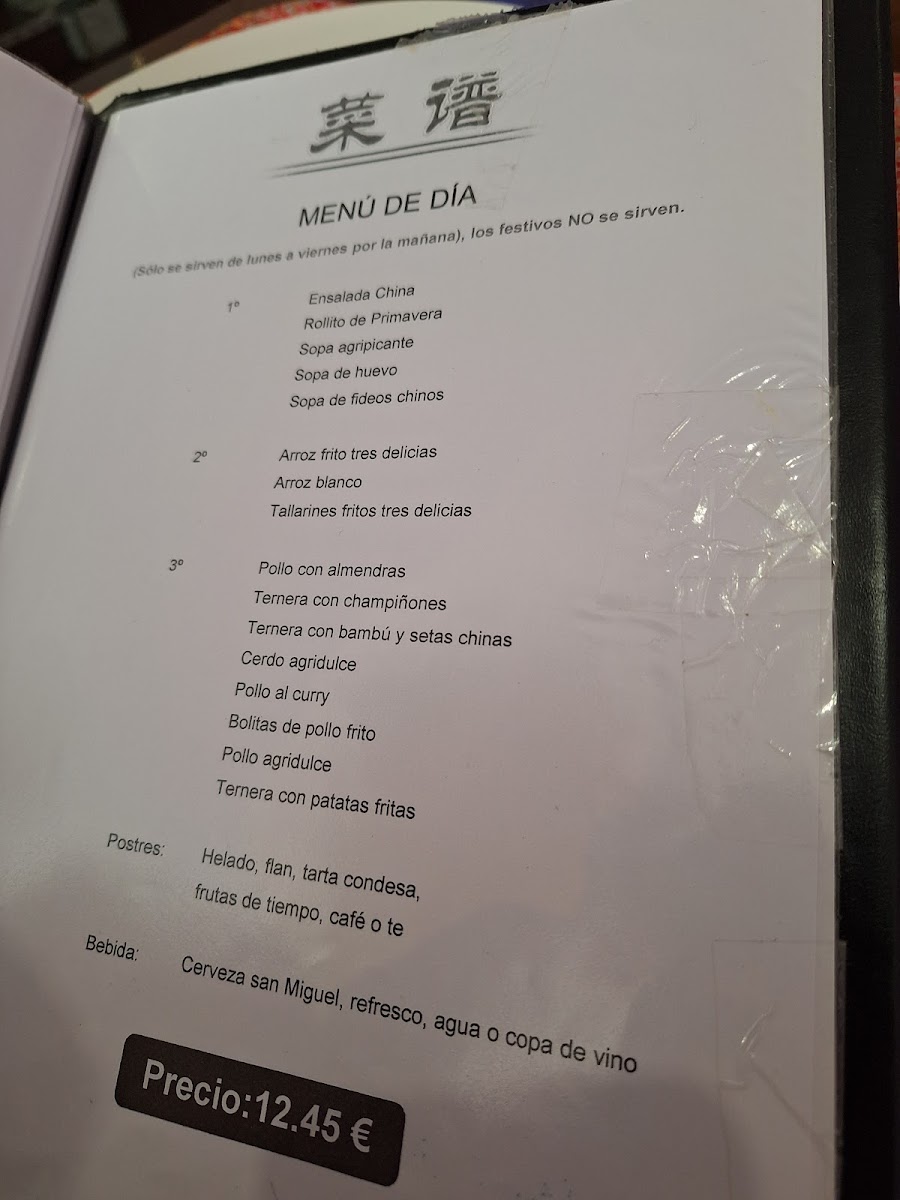 菜 谱
MENÚ DE DÍA
(Sólo se sirven de lunes a viernes por la mañana), los festivos NO se sirven.
1º Ensalada China
Rollito de Primavera
Sopa agripicante
Sopa de huevo
Sopa de fideos chinos
2º Arroz frito tres delicias
Arroz blanco
Tallarines fritos tres delicias
3º Pollo con almendras
Ternera con champiñones
Ternera con bambú y setas chinas
Cerdo agridulce
Pollo al curry
Bolitas de pollo frito
Pollo agridulce
Ternera con patatas fritas
Postres: Helado, flan, tarta condesa,
frutas de tiempo, café o te
Bebida: Cerveza san Miguel, refresco, agua o copa de vino
Precio:12.45 €